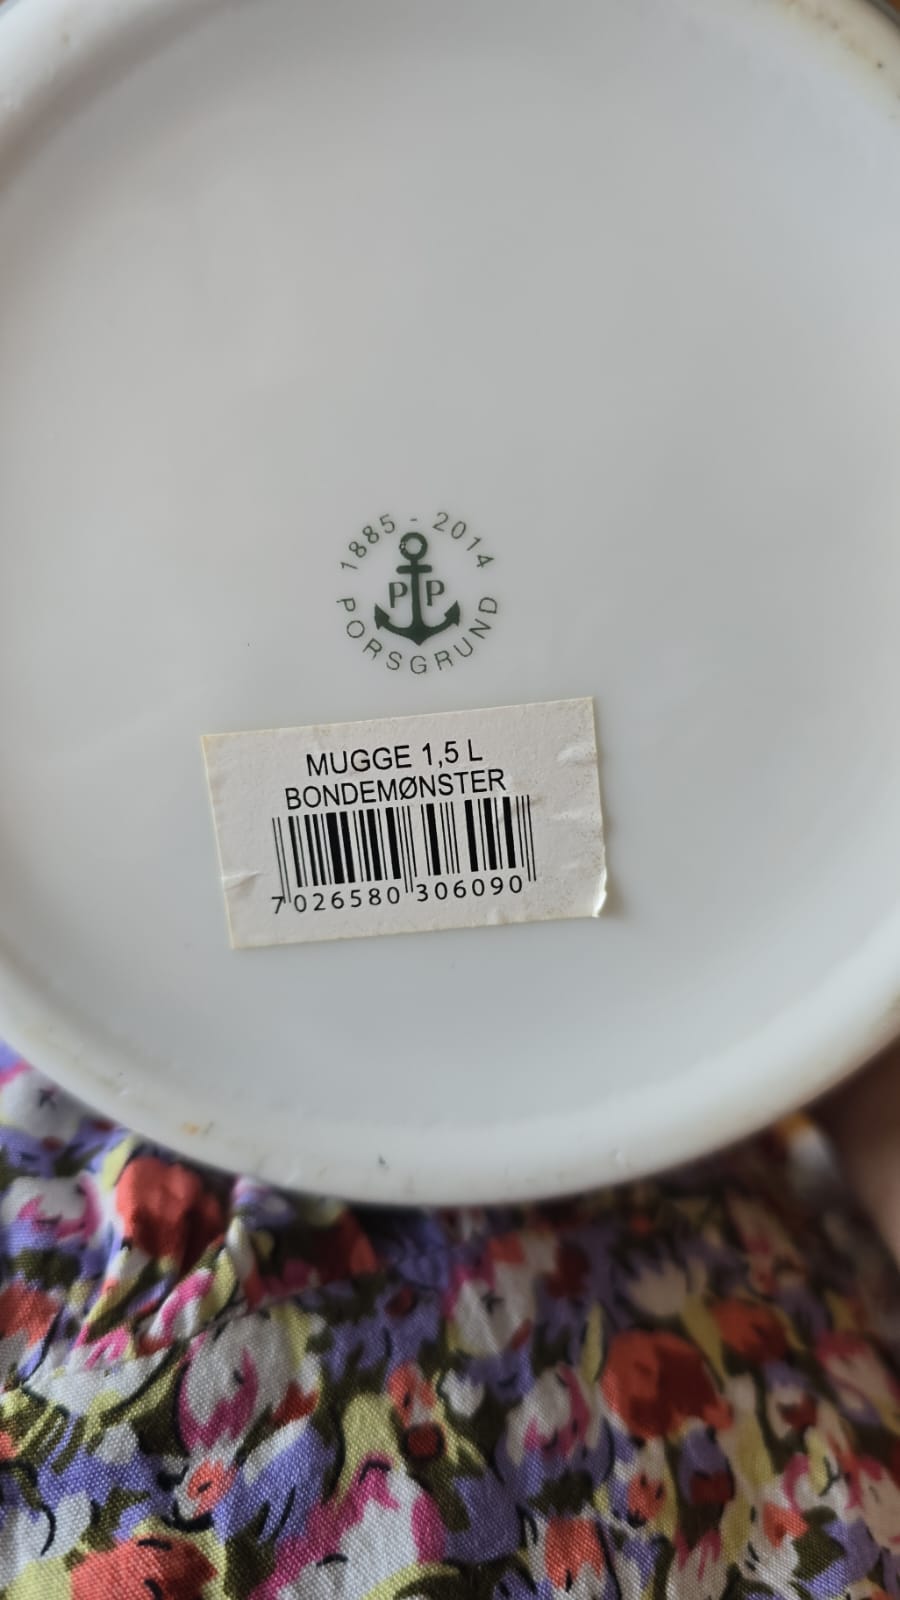 1885 - 2014
P P
PORSGRUND
MUGGE 1,5 L
BONDEMØNSTER
7 026580 306090